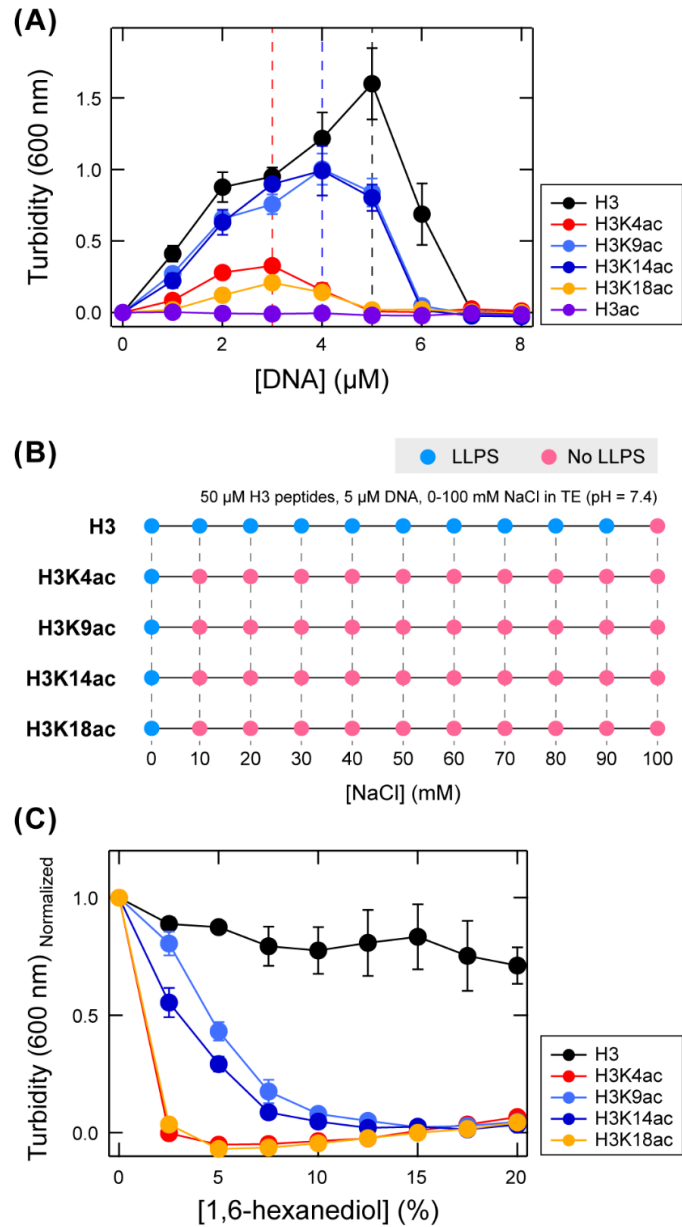 (A)
Turbidity (600 nm)
1.5
1.0
0.5
0.0
0 2 4 6 8
[DNA] (µM)
H3
H3K4ac
H3K9ac
H3K14ac
H3K18ac
H3ac
(B)
LLPS No LLPS
50 µM H3 peptides, 5 µM DNA, 0-100 mM NaCl in TE (pH = 7.4)
H3
H3K4ac
H3K9ac
H3K14ac
H3K18ac
0 10 20 30 40 50 60 70 80 90 100
[NaCl] (mM)
(C)
Turbidity (600 nm) Normalized
1.0
0.5
0.0
0 5 10 15 20
[1,6-hexanediol] (%)
H3
H3K4ac
H3K9ac
H3K14ac
H3K18ac